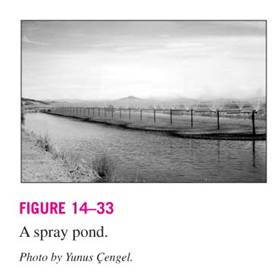 FIGURE 14–33
A spray pond.
Photo by Yunus Çengel.